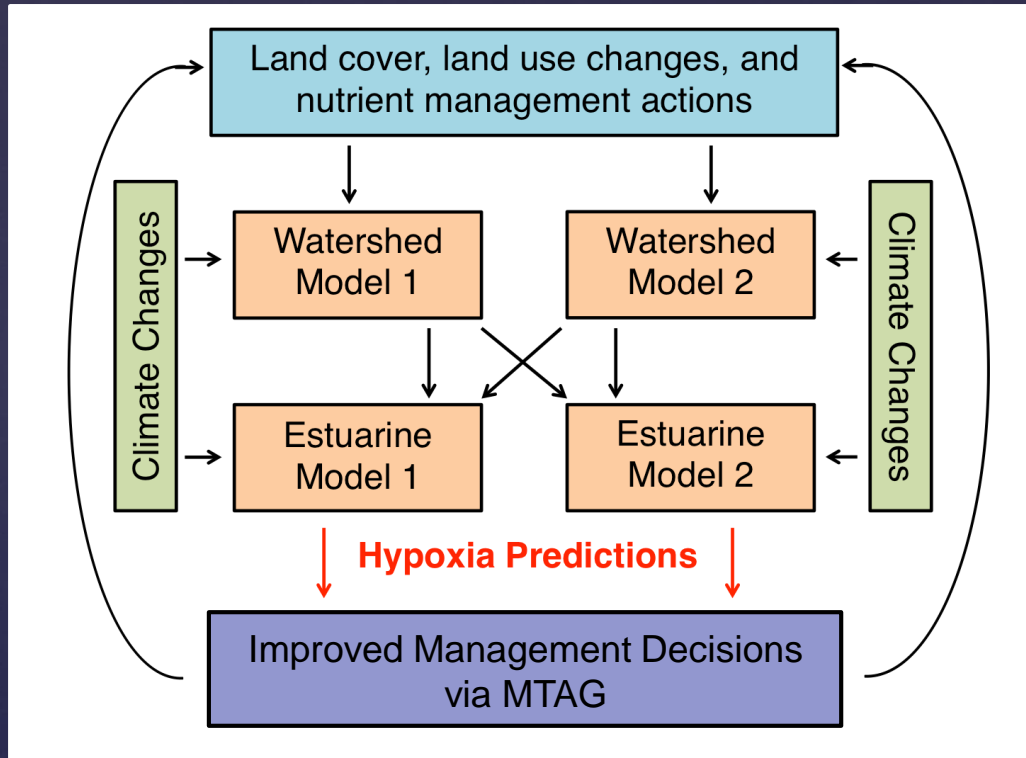 Land cover, land use changes, and
nutrient management actions
Climate Changes
Watershed
Model 1
Watershed
Model 2
Climate Changes
Estuarine
Model 1
Estuarine
Model 2
Hypoxia Predictions
Improved Management Decisions
via MTAG